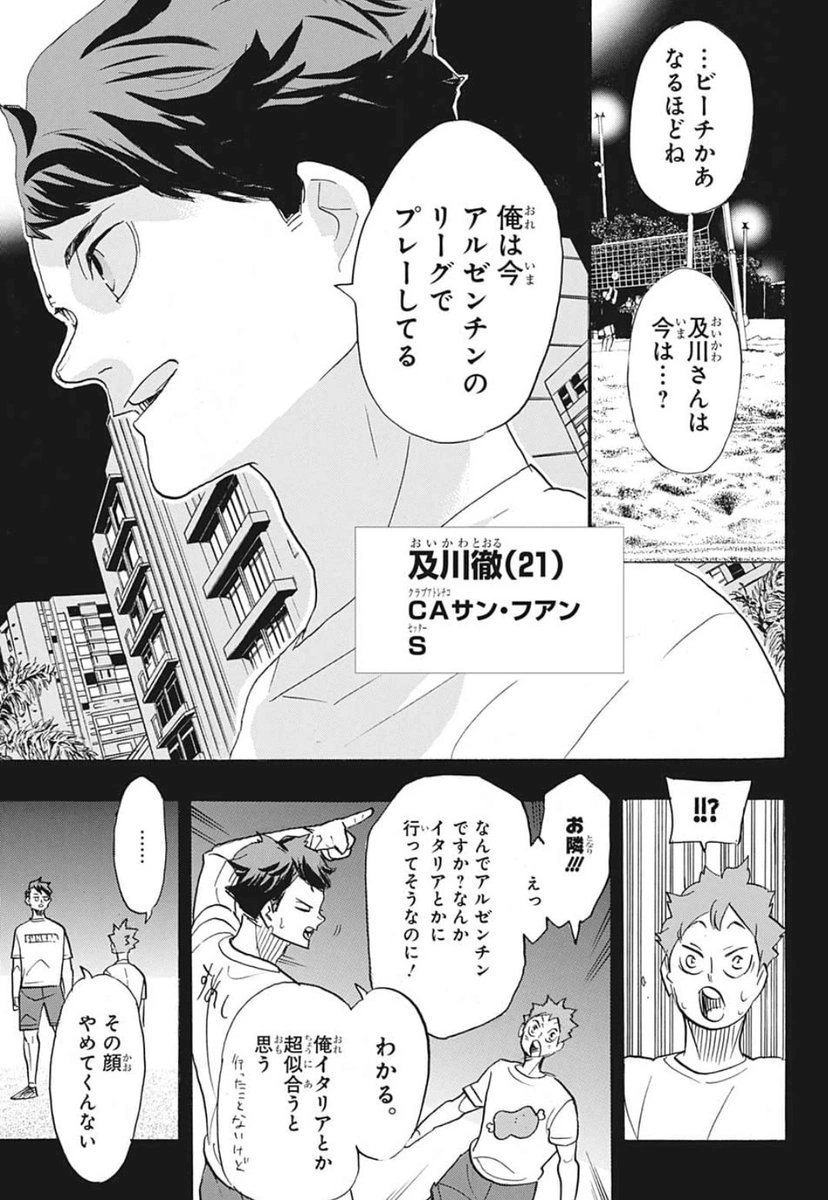 …ビーチかあ
なるほどね
及川さんは
今は…?
俺は今
アルゼンチンの
リーグで
プレーしてる
及川徹(21)
CAサン・フアン
S
!!?
お隣!!!
えっ
なんでアルゼンチン
ですか?なんか
イタリアとかに
行ってそうなのに!
わかる。
俺イタリアとか
超似合うと
思う
行ったことないけど
……
その顔
やめてくんない